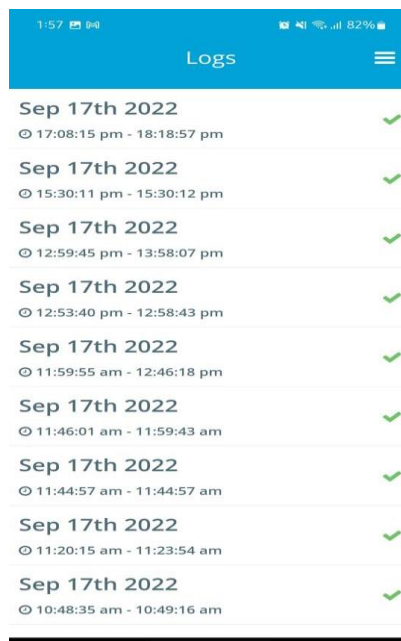 1:57 82%
Logs
Sep 17th 2022
17:08:15 pm - 18:18:57 pm
Sep 17th 2022
15:30:11 pm - 15:30:12 pm
Sep 17th 2022
12:59:45 pm - 13:58:07 pm
Sep 17th 2022
12:53:40 pm - 12:58:43 pm
Sep 17th 2022
11:59:55 am - 12:46:18 pm
Sep 17th 2022
11:46:01 am - 11:59:43 am
Sep 17th 2022
11:44:57 am - 11:44:57 am
Sep 17th 2022
11:20:15 am - 11:23:54 am
Sep 17th 2022
10:48:35 am - 10:49:16 am